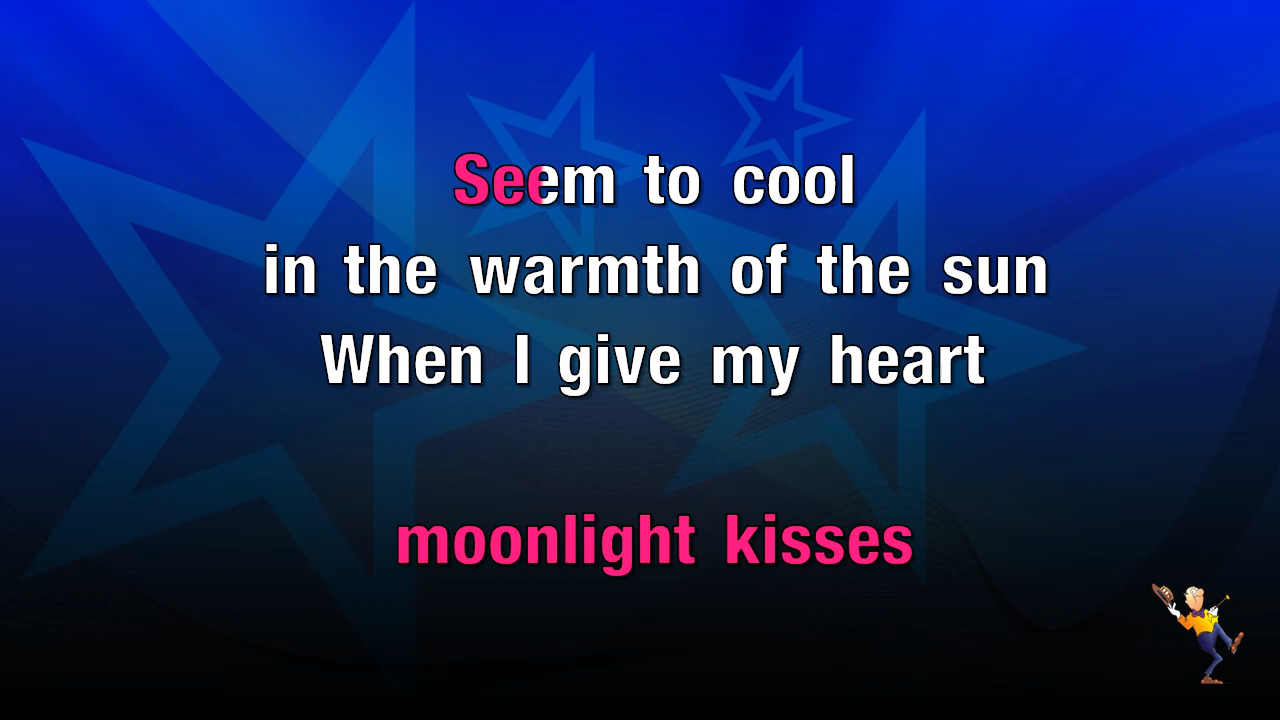 Seem to cool
in the warmth of the sun
When I give my heart
moonlight kisses